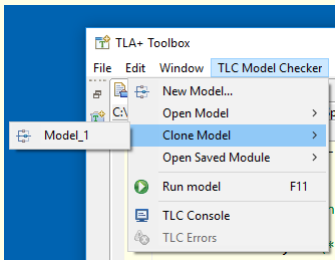 TLA+ Toolbox
File Edit Window TLC Model Checker
New Model...
C:\
Open Model
Model_1
Clone Model
Open Saved Module
Run model F11
TLC Console
TLC Errors